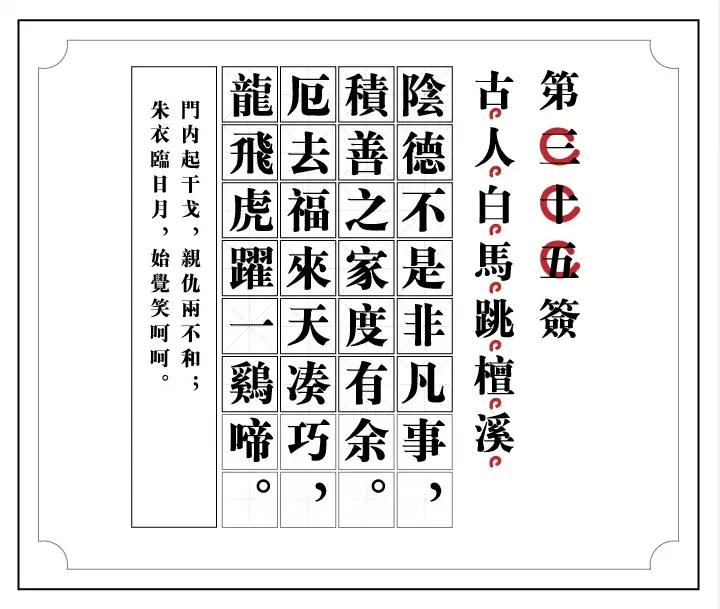 第三十五簽
古人白馬跳檀溪
陰德不是非凡事，
積善之家度有余。
厄去福來天凑巧，
龍飛虎躍一鷄啼。
門内起干戈，親仇兩不和；
朱衣臨日月，始覺笑呵呵。